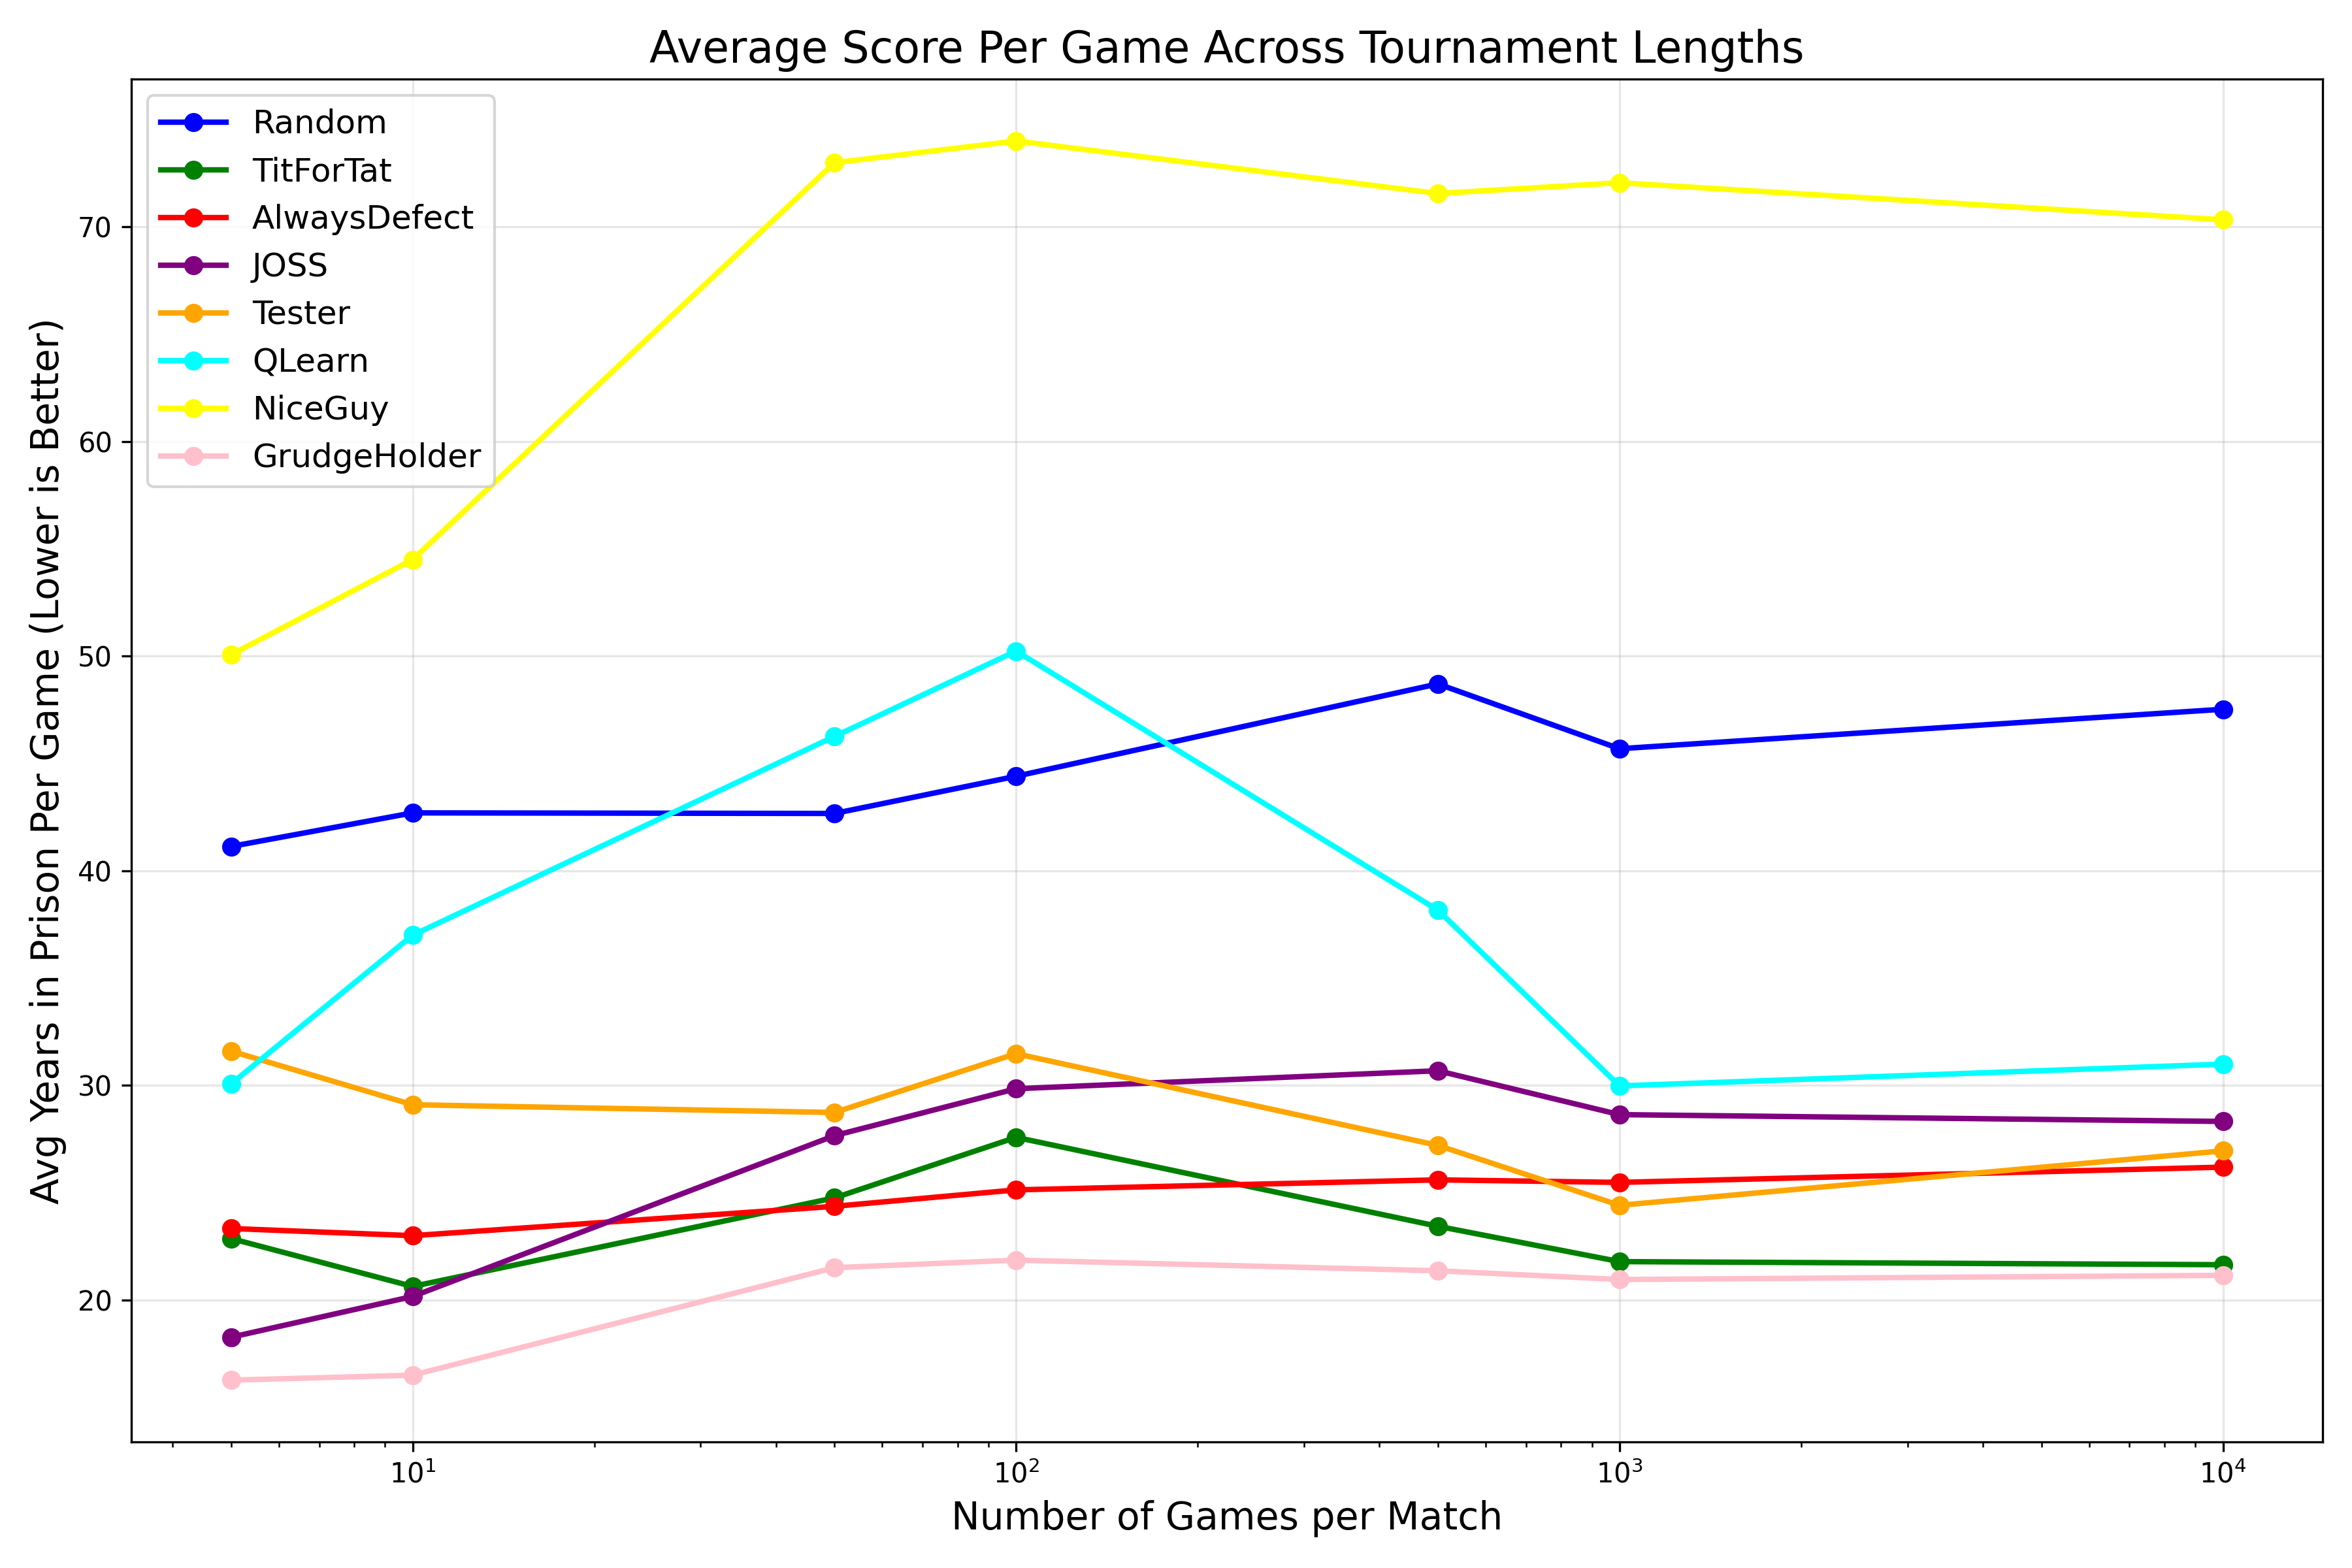 Average Score Per Game Across Tournament Lengths
Random
TitForTat
AlwaysDefect
JOSS
Tester
QLearn
NiceGuy
GrudgeHolder
Avg Years in Prison Per Game (Lower is Better)
70
60
50
40
30
20
10¹
10²
10³
10⁴
Number of Games per Match